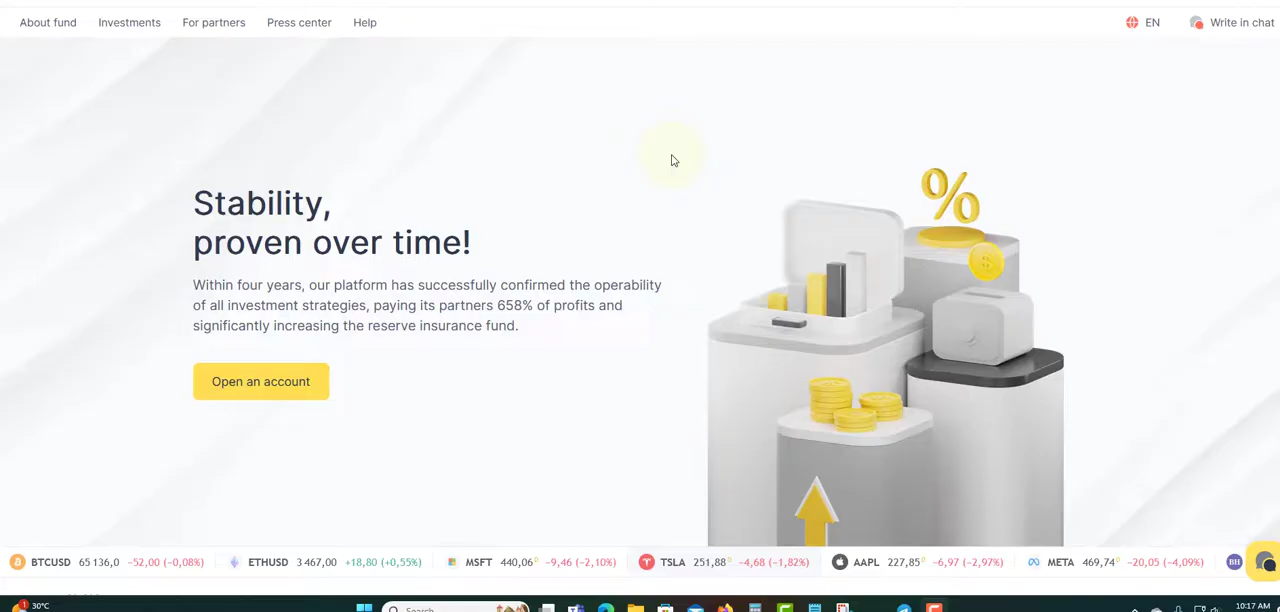 About fund Investments For partners Press center Help EN Write in chat
Stability,
proven over time!
Within four years, our platform has successfully confirmed the operability
of all investment strategies, paying its partners 658% of profits and
significantly increasing the reserve insurance fund.
Open an account
%
BTCUSD 65 136,0 −52,00 (−0,08%) ETHUSD 3 467,00 +18,80 (+0,55%) MSFT 440,06 −9,46 (−2,10%) TSLA 251,88 −4,68 (−1,82%) AAPL 227,85 −6,97 (−2,97%) META 469,74 −20,05 (−4,09%) BH
30°C Search 10:17 AM